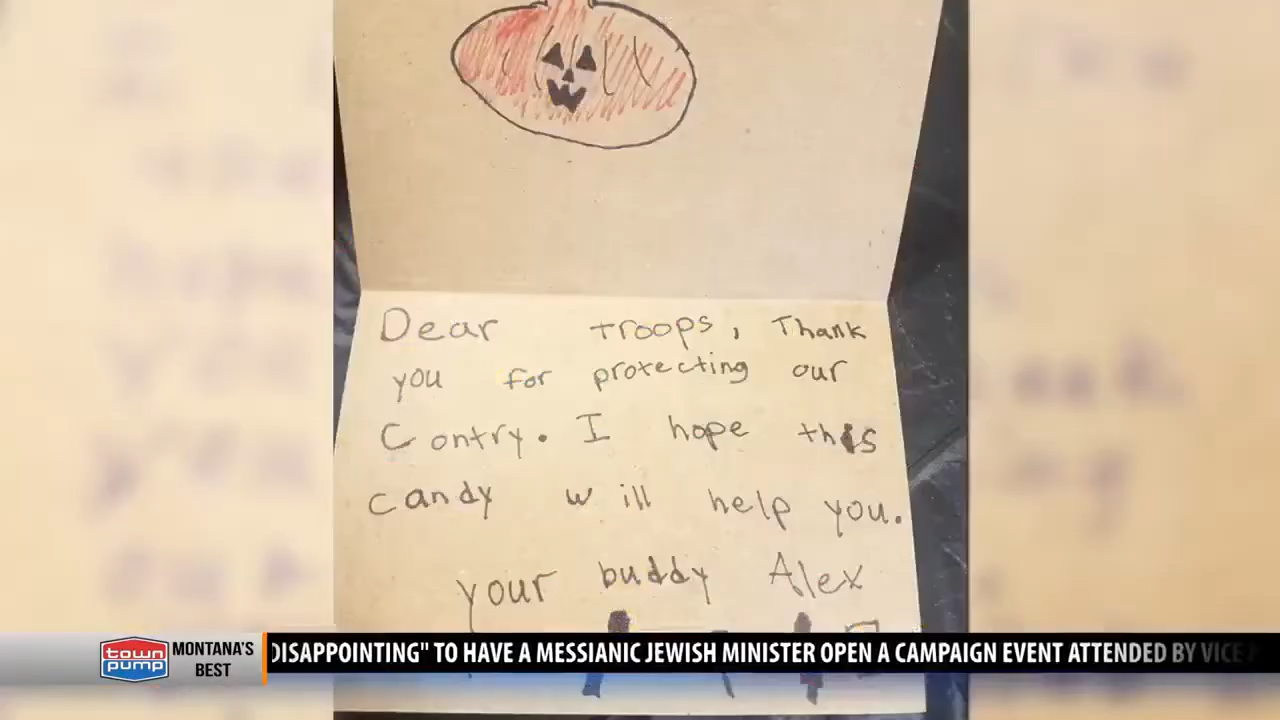 Dear troops, Thank
you for protecting our
Contry. I hope this
candy will help you.
your buddy Alex
town
pump
MONTANA'S
BEST
DISAPPOINTING" TO HAVE A MESSIANIC JEWISH MINISTER OPEN A CAMPAIGN EVENT ATTENDED BY VICE